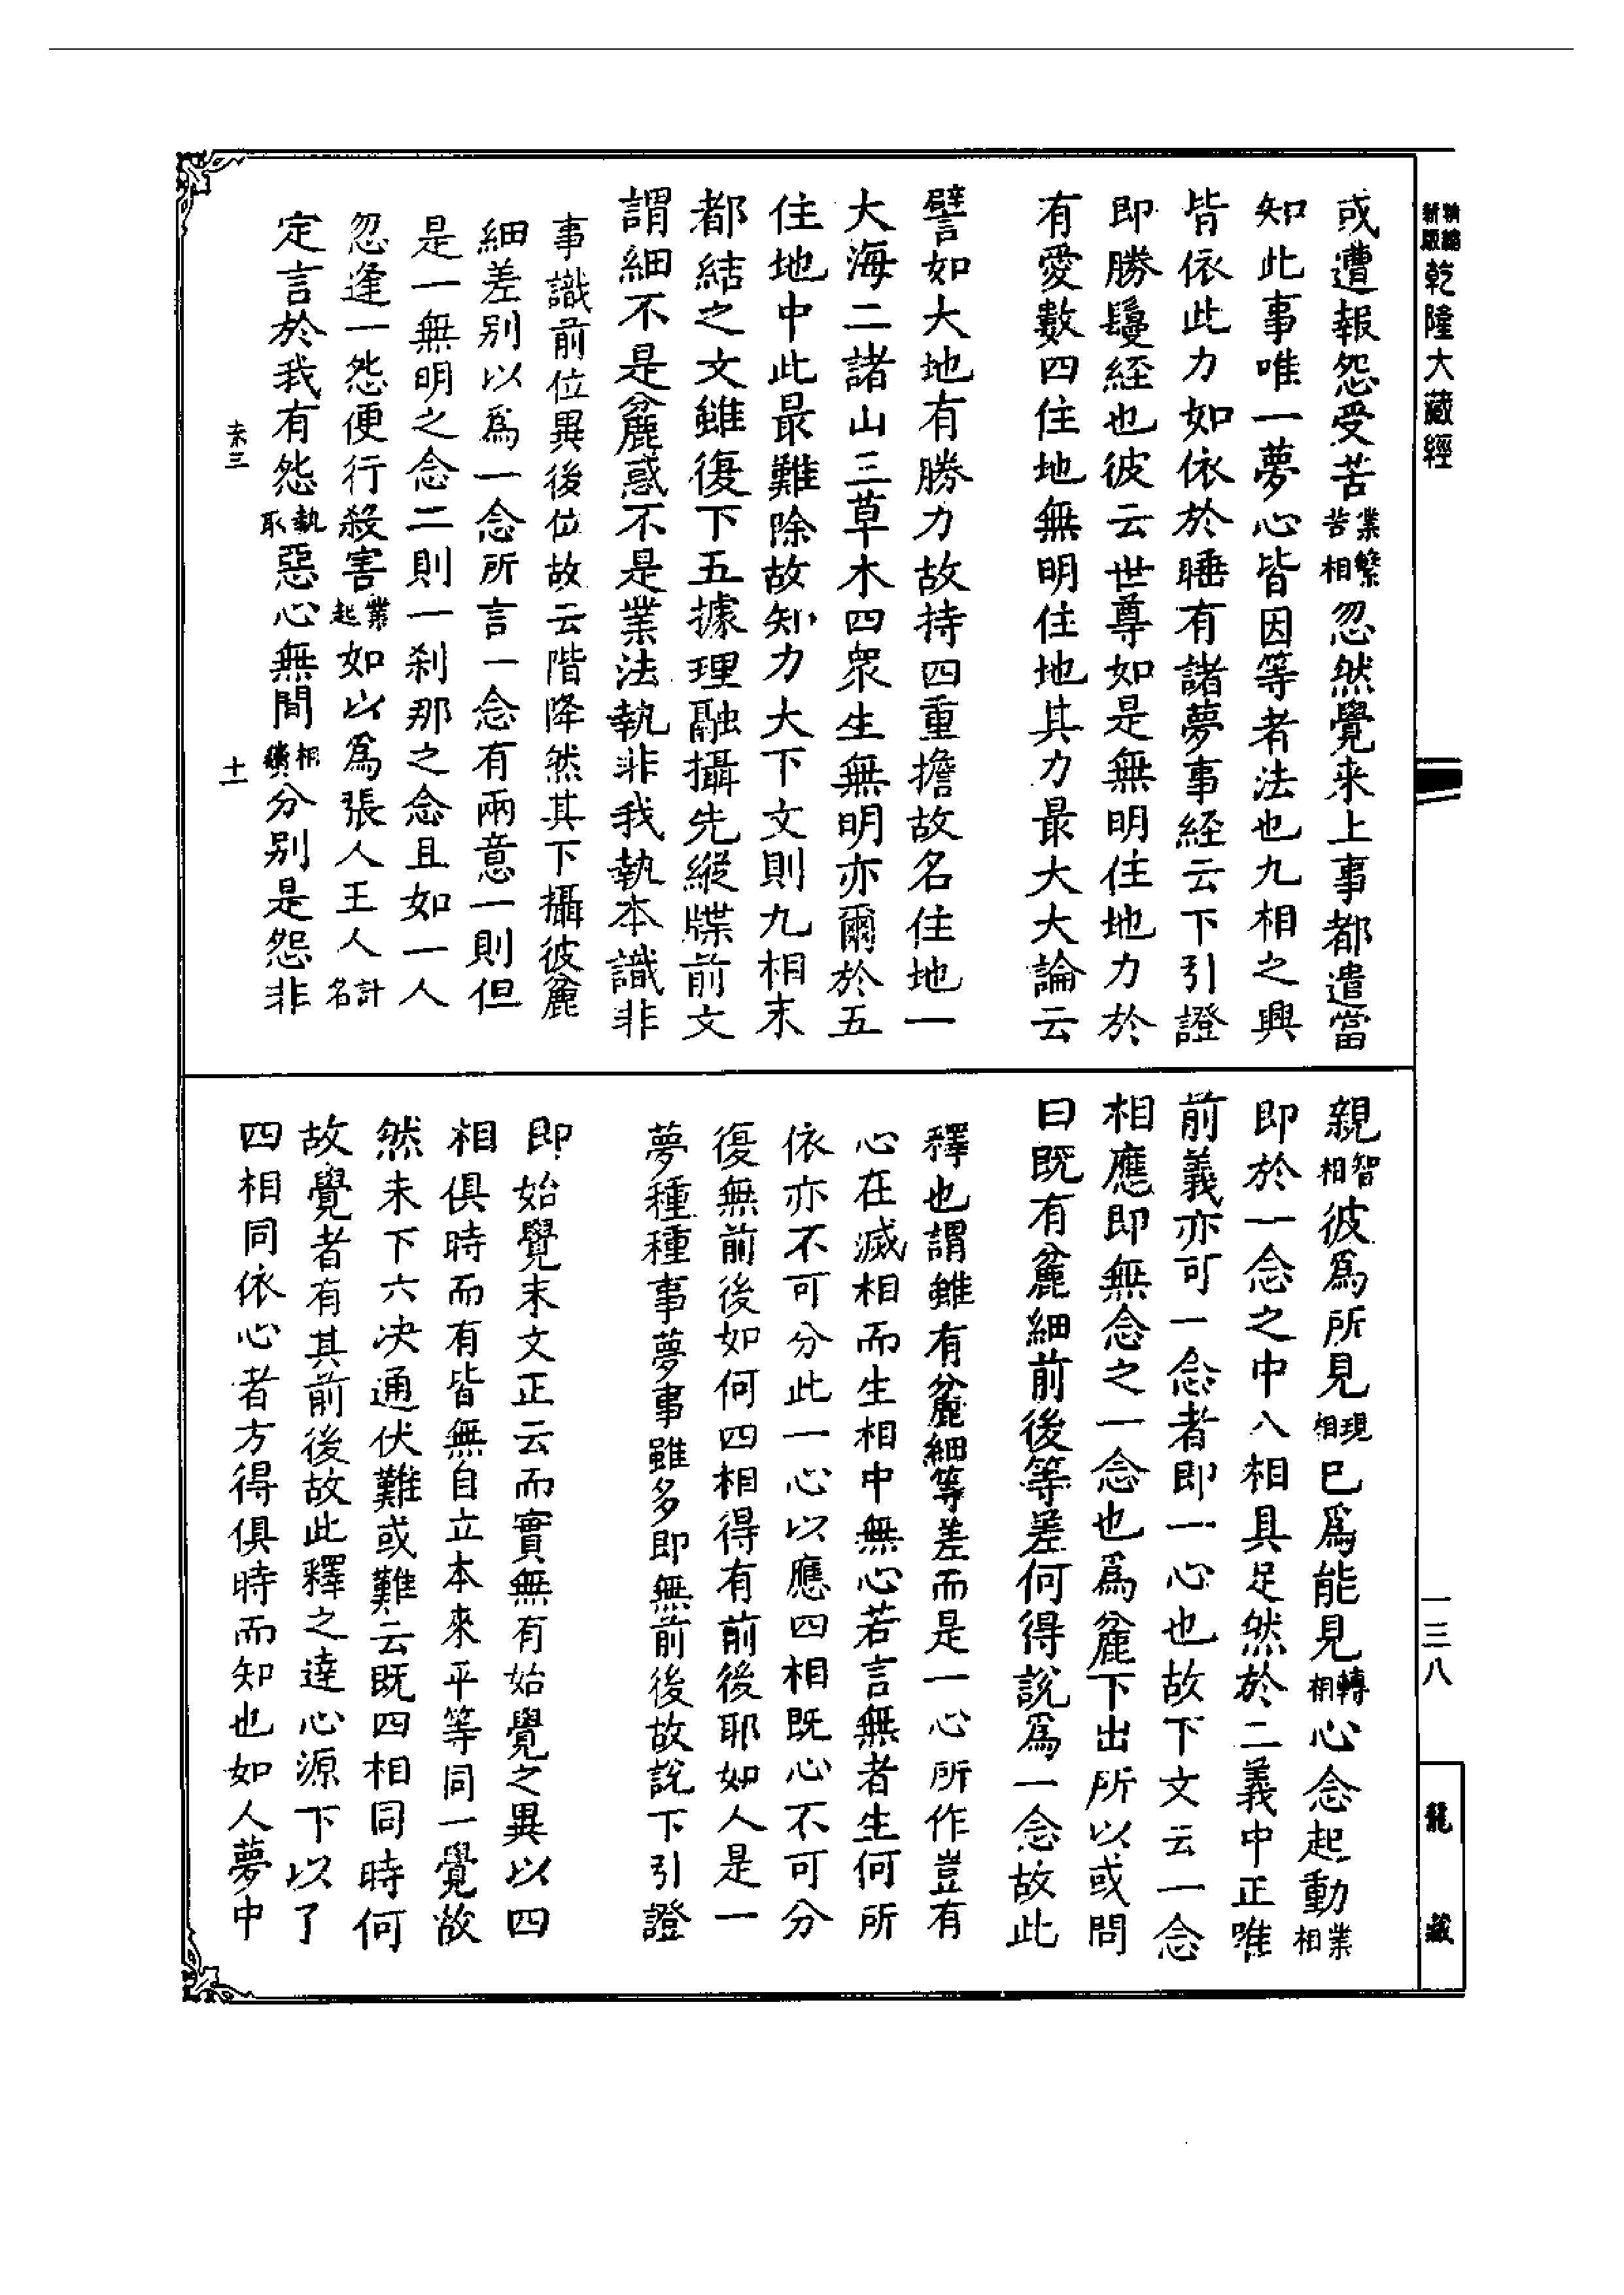 新編縮版乾隆大藏經
或遭報怨受苦業繫苦相忽然覺来上事都遣當
知此事唯一夢心皆因等者法也九相之興
皆依此力如依於睡有諸夢事経云下引證
即勝鬘経也彼云世尊如是無明住地力於
有愛數四住地無明住地其力最大大論云
譬如大地有勝力故持四重擔故名住地一
大海二諸山三草木四衆生無明亦爾於五
住地中此最難除故知力大下文則九相末
都結之文雖復下五據理融攝先縱牒前文
謂細不是麄惑不是業法執非我執本識非
事識前位異後位故云階降然其下攝彼麄
細差别以爲一念所言一念有兩意一則但
是一無明之念二則一刹那之念且如一人
忽逢一怨便行殺害業起如以爲張人王人計名
定言於我有怨執取惡心無間相續分别是怨非
十一
親智相彼爲所見現相已爲能見轉相心念起動業相
即於一念之中八相具足然於二義中正唯
前義亦可一念者即一心也故下文云一念
相應即無念之一念也爲麄下出所以或問
曰既有麄細前後等差何得說爲一念故此
釋也謂雖有麄細等差而是一心所作豈有
心在滅相而生相中無心若言無者生何所
依亦不可分此一心以應四相既心不可分
復無前後如何四相得有前後耶如人是一
夢種種事夢事雖多即無前後故說下引證
即始覺末文正云而實無有始覺之異以四
相俱時而有皆無自立本來平等同一覺故
然未下六决通伏難或難云既四相同時何
故覺者有其前後故此釋之達心源下以了
四相同依心者方得俱時而知也如人夢中
一三八
龍藏